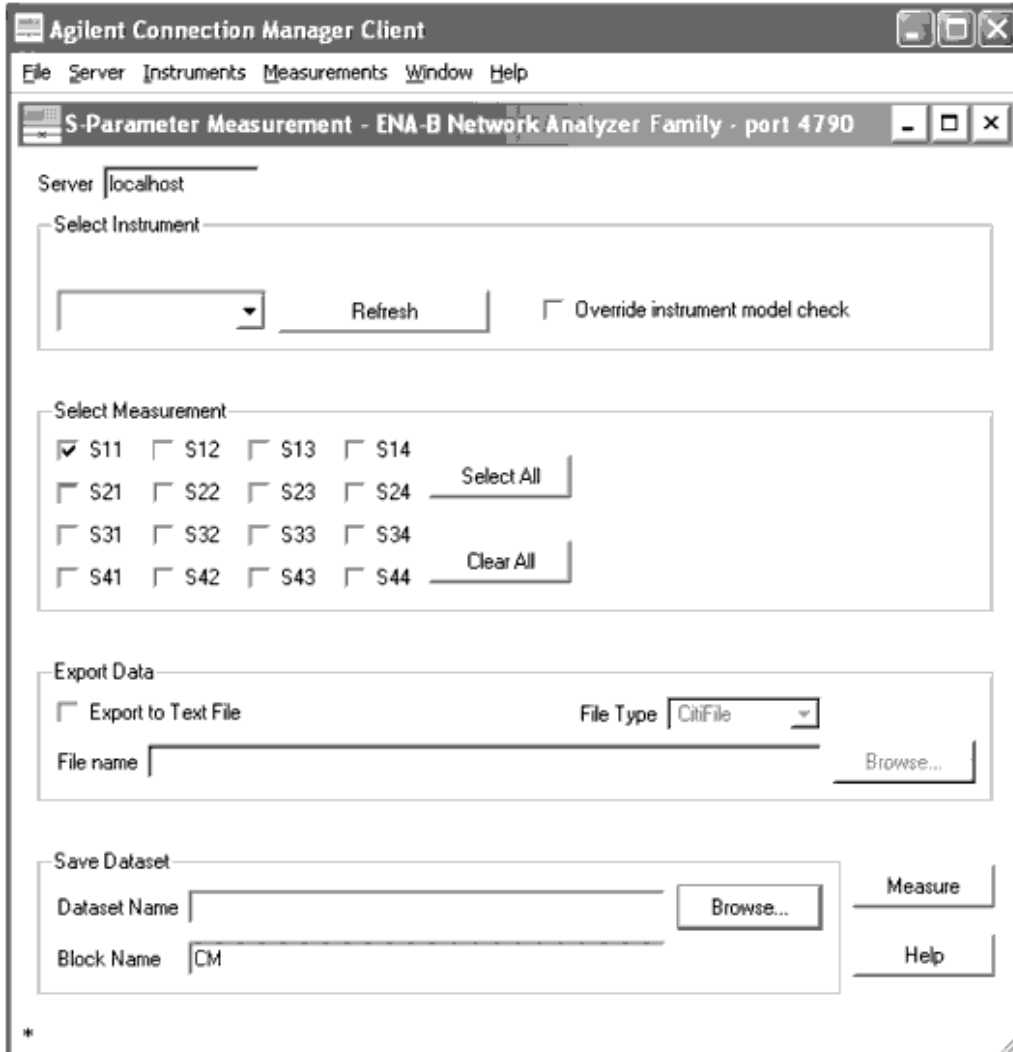 Agilent Connection Manager Client
File Server Instruments Measurements Window Help
S-Parameter Measurement - ENA-B Network Analyzer Family - port 4790
Server localhost
Select Instrument
Refresh Override instrument model check
Select Measurement
S11 S12 S13 S14
Select All
S21 S22 S23 S24
S31 S32 S33 S34
Clear All
S41 S42 S43 S44
Export Data
Export to Text File File Type CitiFile
File name Browse...
Save Dataset
Dataset Name Browse... Measure
Block Name CM Help
*